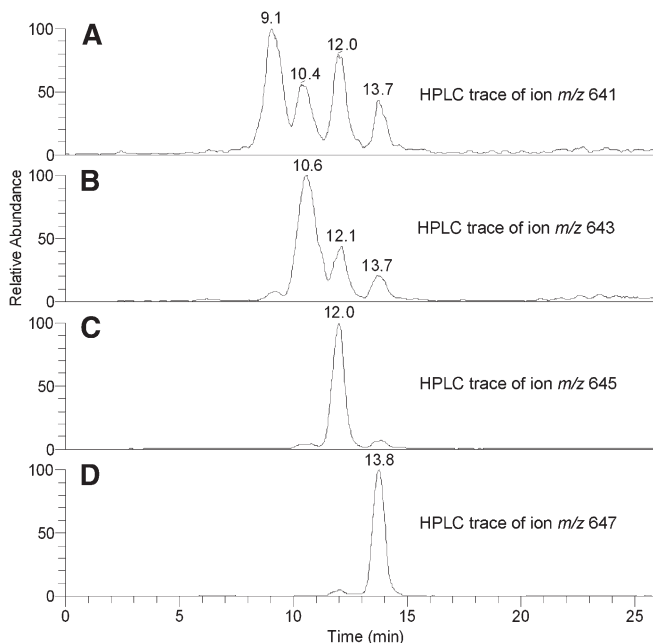 A
9.1
10.4
12.0
13.7
HPLC trace of ion m/z 641
100
50
0
B
10.6
12.1
13.7
HPLC trace of ion m/z 643
100
50
0
C
12.0
HPLC trace of ion m/z 645
100
50
0
D
13.8
HPLC trace of ion m/z 647
100
50
0
Relative Abundance
0 5 10 15 20 25
Time (min)